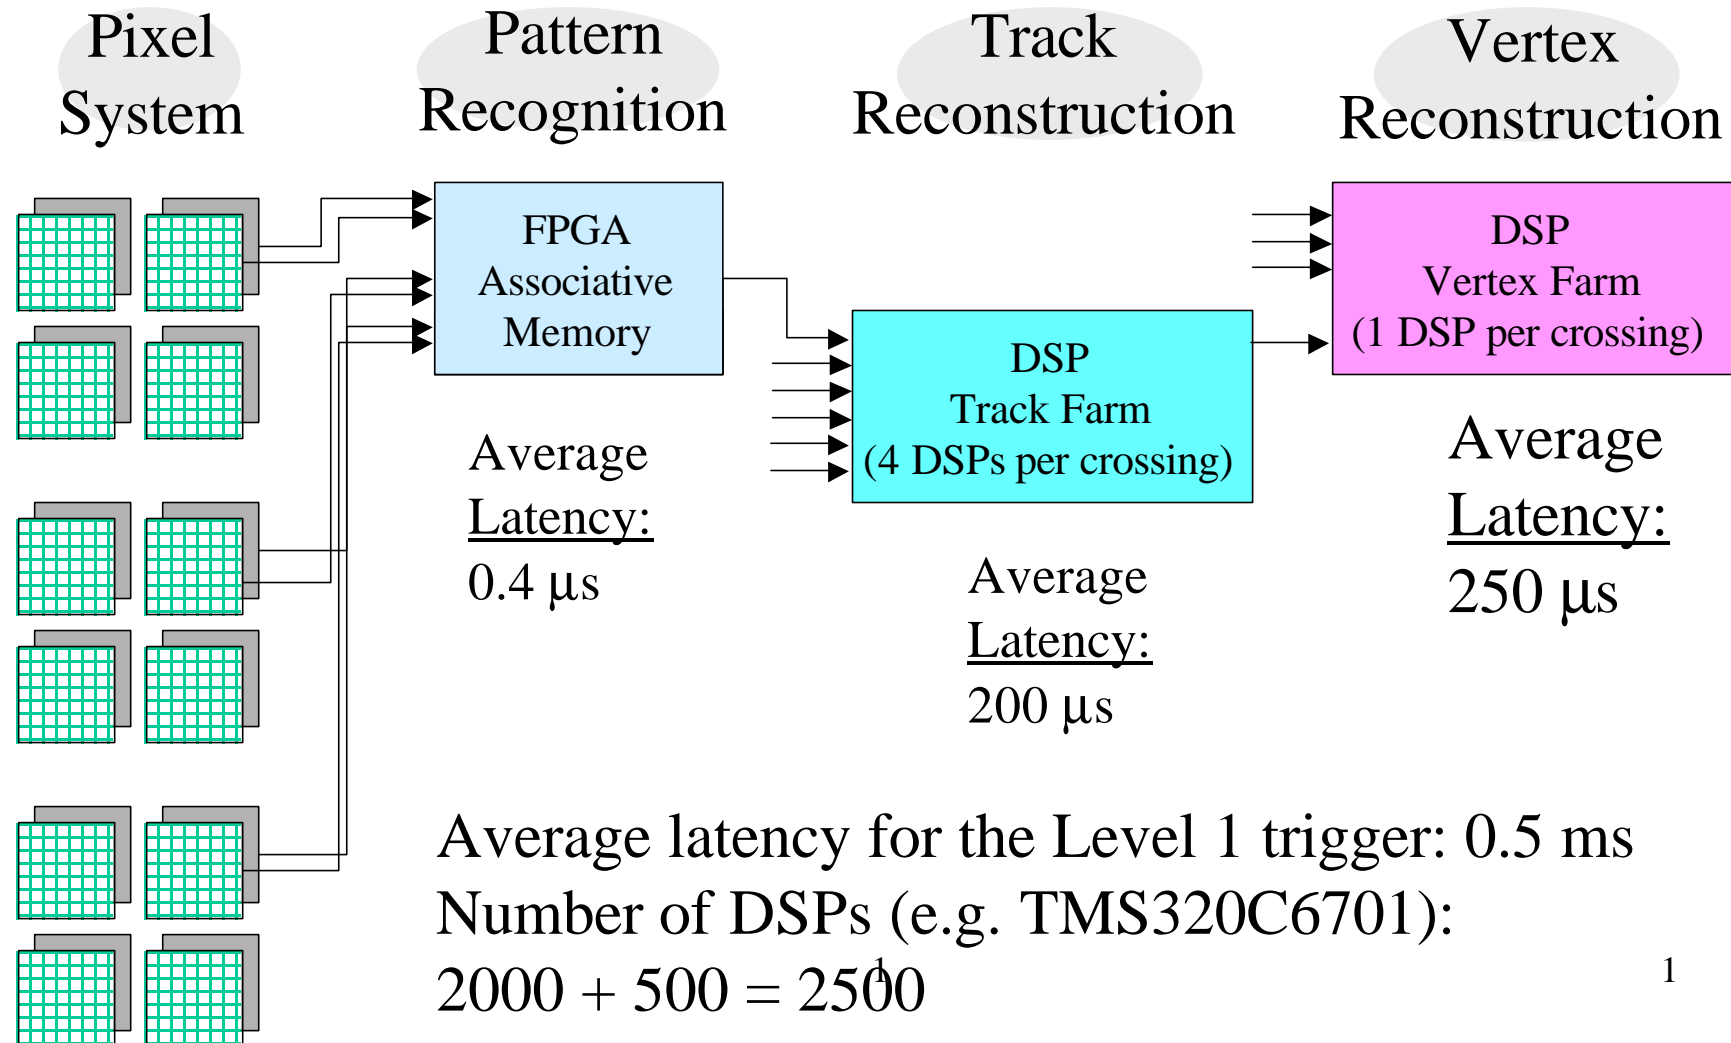 Pixel
System
Pattern
Recognition
Track
Reconstruction
Vertex
Reconstruction
FPGA
Associative
Memory
DSP
Track Farm
(4 DSPs per crossing)
DSP
Vertex Farm
(1 DSP per crossing)
Average
Latency:
0.4 µs
Average
Latency:
200 µs
Average
Latency:
250 µs
Average latency for the Level 1 trigger: 0.5 ms
Number of DSPs (e.g. TMS320C6701):
2000 + 500 = 2500
1
1